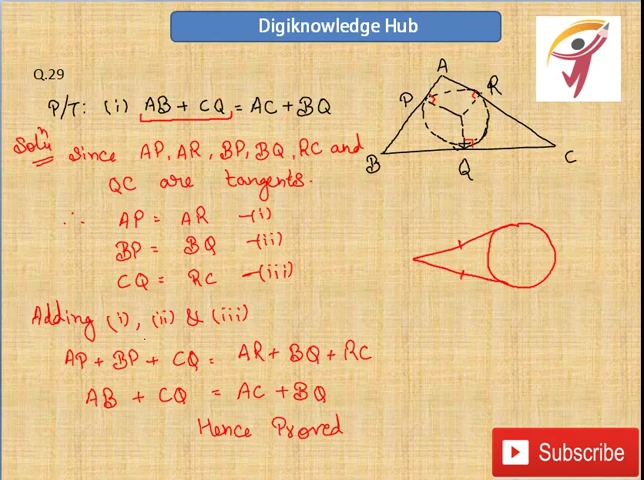 Digiknowledge Hub
Q.29
P/T: (i) AB + CQ = AC + BQ
Soluⁿ Since AP, AR, BP, BQ, RC and
QC are tangents.
∴ AP = AR -(i)
BP = BQ -(ii)
CQ = RC -(iii)
Adding (i), (ii) & (iii)
AP + BP + CQ = AR + BQ + RC
AB + CQ = AC + BQ
Hence Proved
A
P
R
B
Q
C
Subscribe